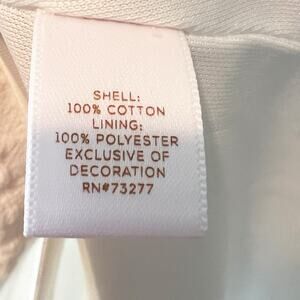 SHELL:
100% COTTON
LINING:
100% POLYESTER
EXCLUSIVE OF
DECORATION
RN#73277